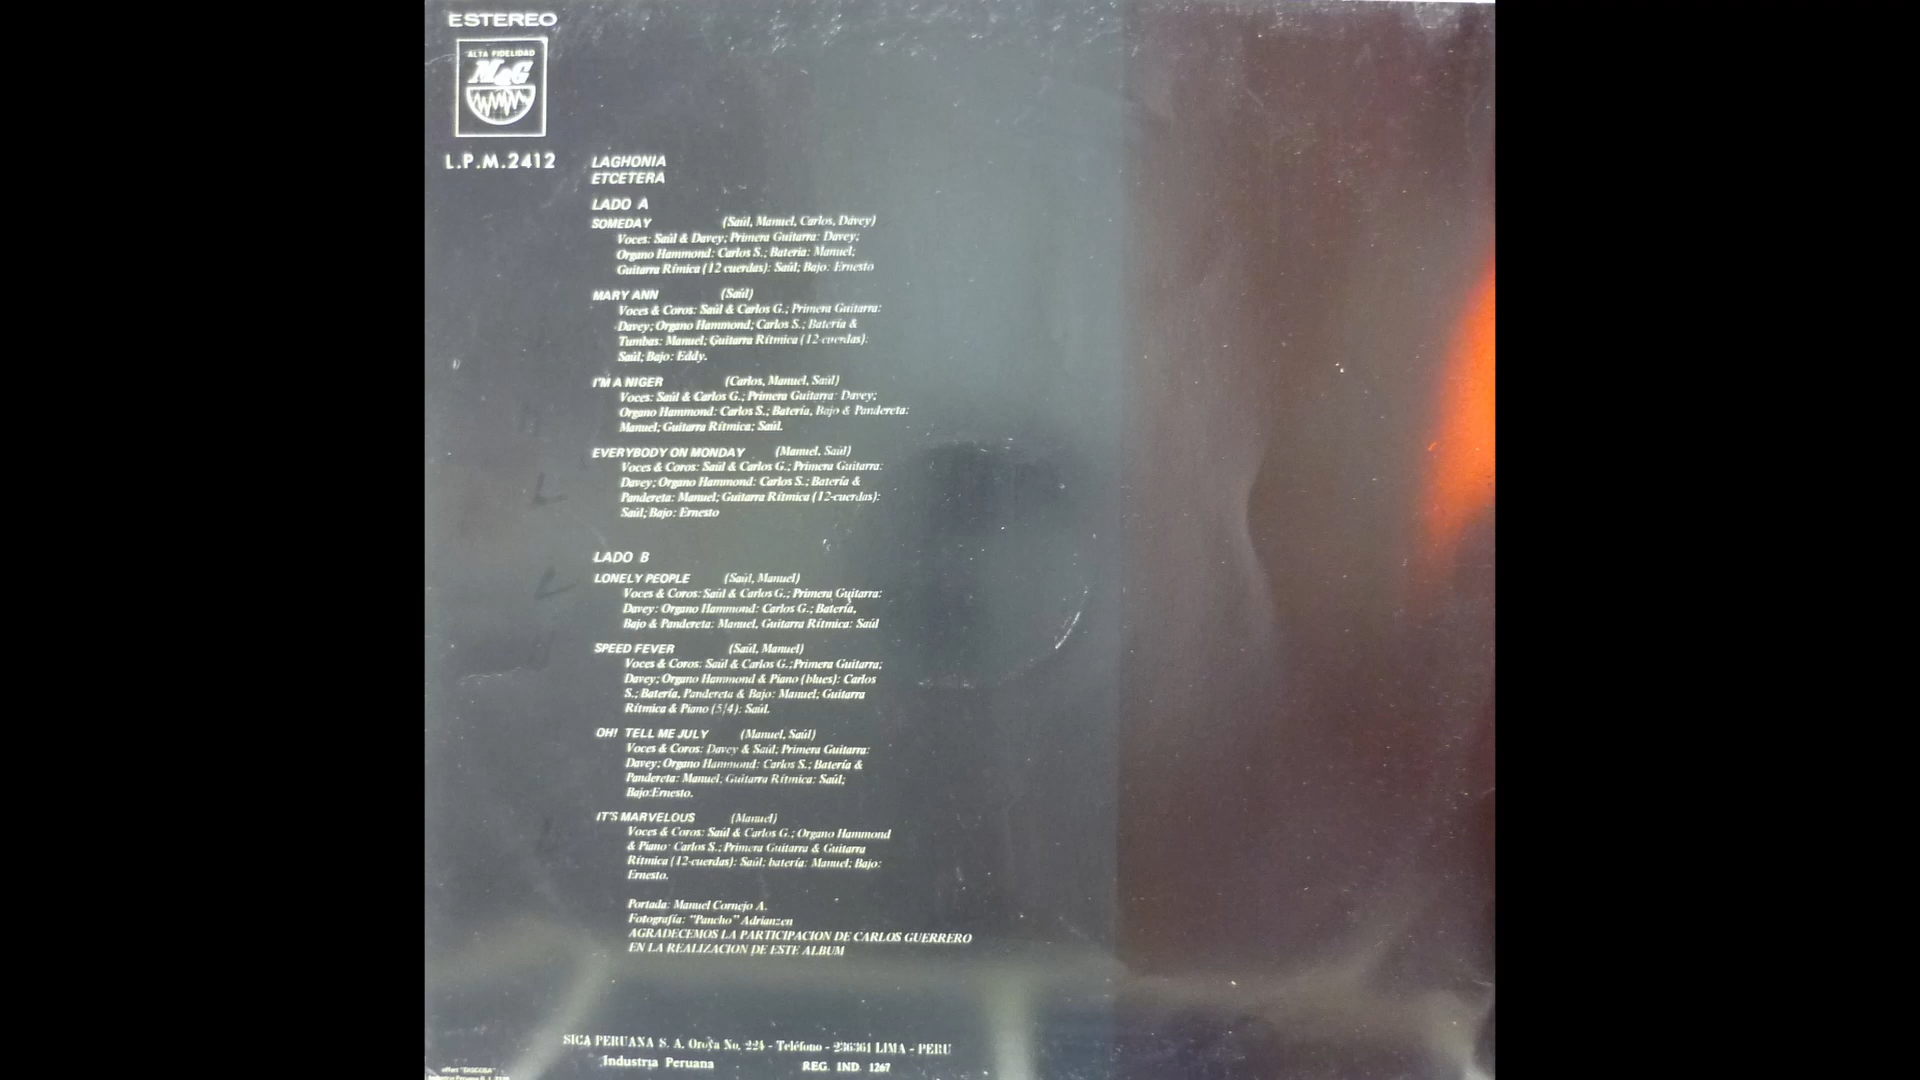 ESTEREO
ALTA FIDELIDAD
MAG
L.P.M.2412
LAGHONIA
ETCETERA
LADO A
SOMEDAY (Saúl, Manuel, Carlos, Davey)
Voces: Saúl & Davey; Primera Guitarra: Davey;
Organo Hammond: Carlos S.; Batería: Manuel;
Guitarra Rímica (12 cuerdas): Saúl; Bajo: Ernesto
MARY ANN (Saúl)
Voces & Coros: Saúl & Carlos G.; Primera Guitarra:
Davey; Organo Hammond; Carlos S.; Batería &
Tumbas: Manuel; Guitarra Rítmica (12-cuerdas):
Saúl; Bajo: Eddy.
I'M A NIGER (Carlos, Manuel, Saúl)
Voces: Saúl & Carlos G.; Primera Guitarra: Davey;
Organo Hammond: Carlos S.; Batería, Bajo & Pandereta:
Manuel; Guitarra Rítmica; Saúl.
EVERYBODY ON MONDAY (Manuel, Saúl)
Voces & Coros: Saúl & Carlos G.; Primera Guitarra:
Davey; Organo Hammond: Carlos S.; Batería &
Pandereta: Manuel; Guitarra Rítmica (12-cuerdas):
Saúl; Bajo: Ernesto
LADO B
LONELY PEOPLE (Saúl, Manuel)
Voces & Coros: Saúl & Carlos G.; Primera Guitarra:
Davey: Organo Hammond: Carlos G.; Batería,
Bajo & Pandereta: Manuel, Guitarra Rítmica: Saúl
SPEED FEVER (Saúl, Manuel)
Voces & Coros: Saúl & Carlos G.;Primera Guitarra;
Davey; Organo Hammond & Piano (blues): Carlos
S.; Batería, Pandereta & Bajo: Manuel; Guitarra
Rítmica & Piano (5/4): Saúl.
OH! TELL ME JULY (Manuel, Saúl)
Voces & Coros: Davey & Saúl; Primera Guitarra:
Davey; Organo Hammond: Carlos S.; Batería &
Pandereta: Manuel, Guitarra Rítmica: Saúl;
Bajo:Ernesto.
IT'S MARVELOUS (Manuel)
Voces & Coros: Saúl & Carlos G.; Organo Hammond
& Piano: Carlos S.; Primera Guitarra & Guitarra
Rítmica (12-cuerdas): Saúl; batería: Manuel; Bajo:
Ernesto.
Portada: Manuel Cornejo A.
Fotografía: "Pancho" Adrianzen
AGRADECEMOS LA PARTICIPACION DE CARLOS GUERRERO
EN LA REALIZACION DE ESTE ALBUM
SICA PERUANA S. A. Oroya No. 224 - Teléfono - 236361 LIMA - PERU
Industria Peruana REG. IND. 1267